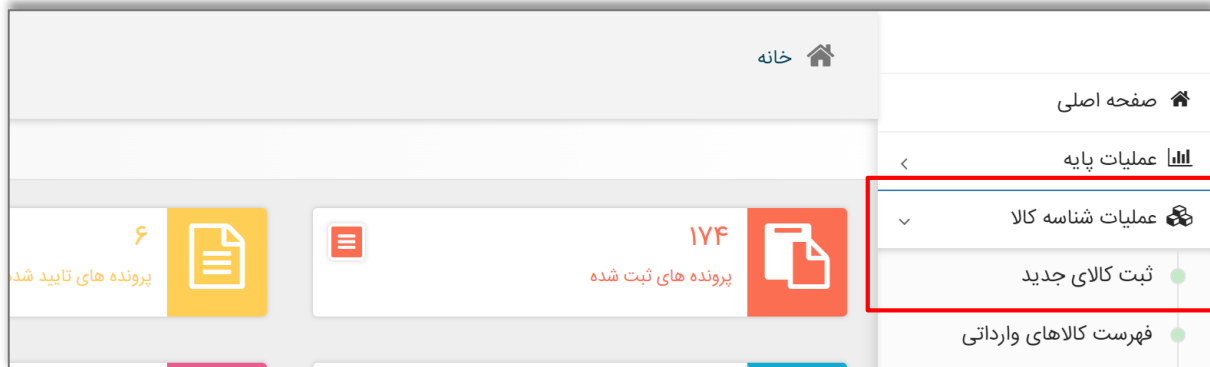 خانه
صفحه اصلی
عملیات پایه
عملیات شناسه کالا
ثبت کالای جدید
فهرست کالاهای وارداتی
۱۷۴
پرونده های ثبت شده
۶
پرونده های تایید شده